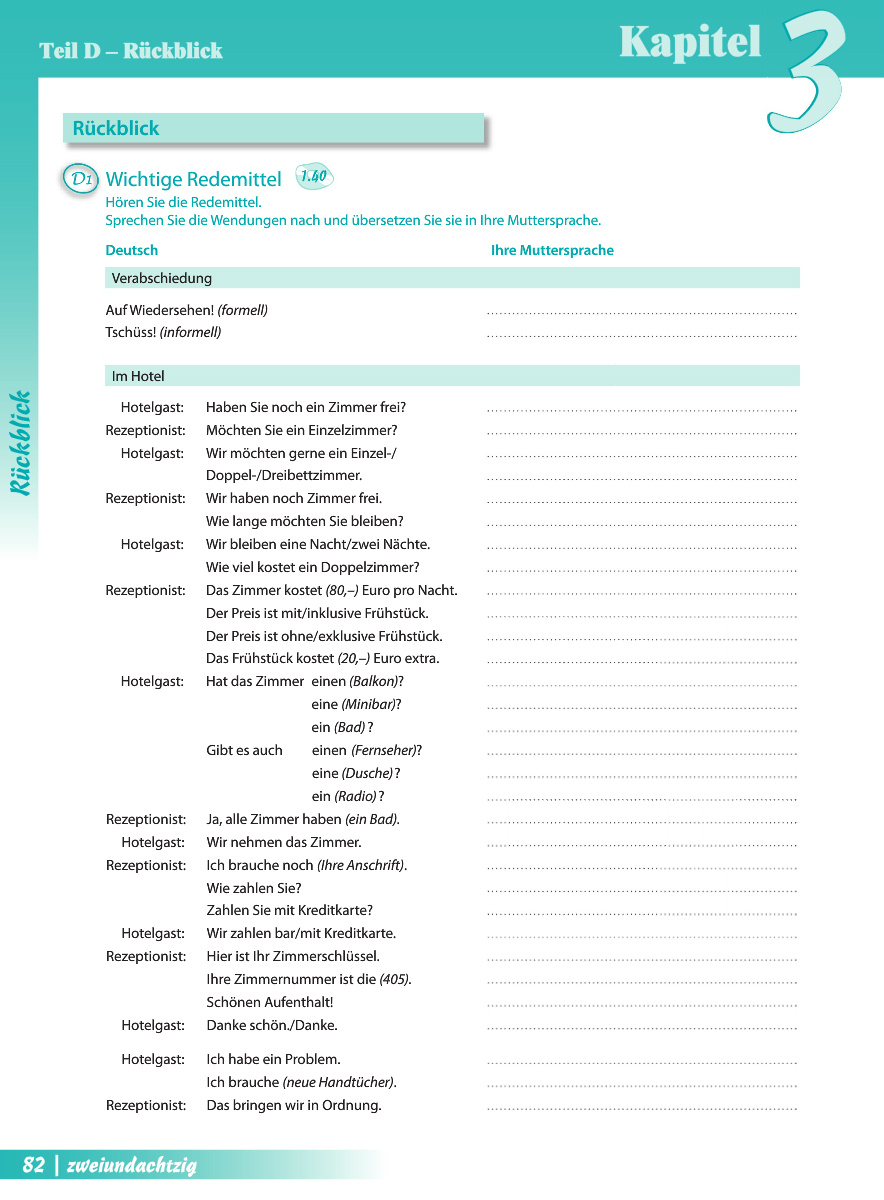 Teil D – Rückblick
Kapitel 3
Rückblick
D1 Wichtige Redemittel 1.40
Hören Sie die Redemittel.
Sprechen Sie die Wendungen nach und übersetzen Sie sie in Ihre Muttersprache.
Deutsch Ihre Muttersprache
Verabschiedung
Auf Wiedersehen! (formell)
Tschüss! (informell)
Im Hotel
Hotelgast: Haben Sie noch ein Zimmer frei?
Rezeptionist: Möchten Sie ein Einzelzimmer?
Hotelgast: Wir möchten gerne ein Einzel-/
Doppel-/Dreibettzimmer.
Rezeptionist: Wir haben noch Zimmer frei.
Wie lange möchten Sie bleiben?
Hotelgast: Wir bleiben eine Nacht/zwei Nächte.
Wie viel kostet ein Doppelzimmer?
Rezeptionist: Das Zimmer kostet (80,–) Euro pro Nacht.
Der Preis ist mit/inklusive Frühstück.
Der Preis ist ohne/exklusive Frühstück.
Das Frühstück kostet (20,–) Euro extra.
Hotelgast: Hat das Zimmer einen (Balkon)?
eine (Minibar)?
ein (Bad) ?
Gibt es auch einen (Fernseher)?
eine (Dusche) ?
ein (Radio) ?
Rezeptionist: Ja, alle Zimmer haben (ein Bad).
Hotelgast: Wir nehmen das Zimmer.
Rezeptionist: Ich brauche noch (Ihre Anschrift).
Wie zahlen Sie?
Zahlen Sie mit Kreditkarte?
Hotelgast: Wir zahlen bar/mit Kreditkarte.
Rezeptionist: Hier ist Ihr Zimmerschlüssel.
Ihre Zimmernummer ist die (405).
Schönen Aufenthalt!
Hotelgast: Danke schön./Danke.
Hotelgast: Ich habe ein Problem.
Ich brauche (neue Handtücher).
Rezeptionist: Das bringen wir in Ordnung.
Rückblick
82 | zweiundachtzig